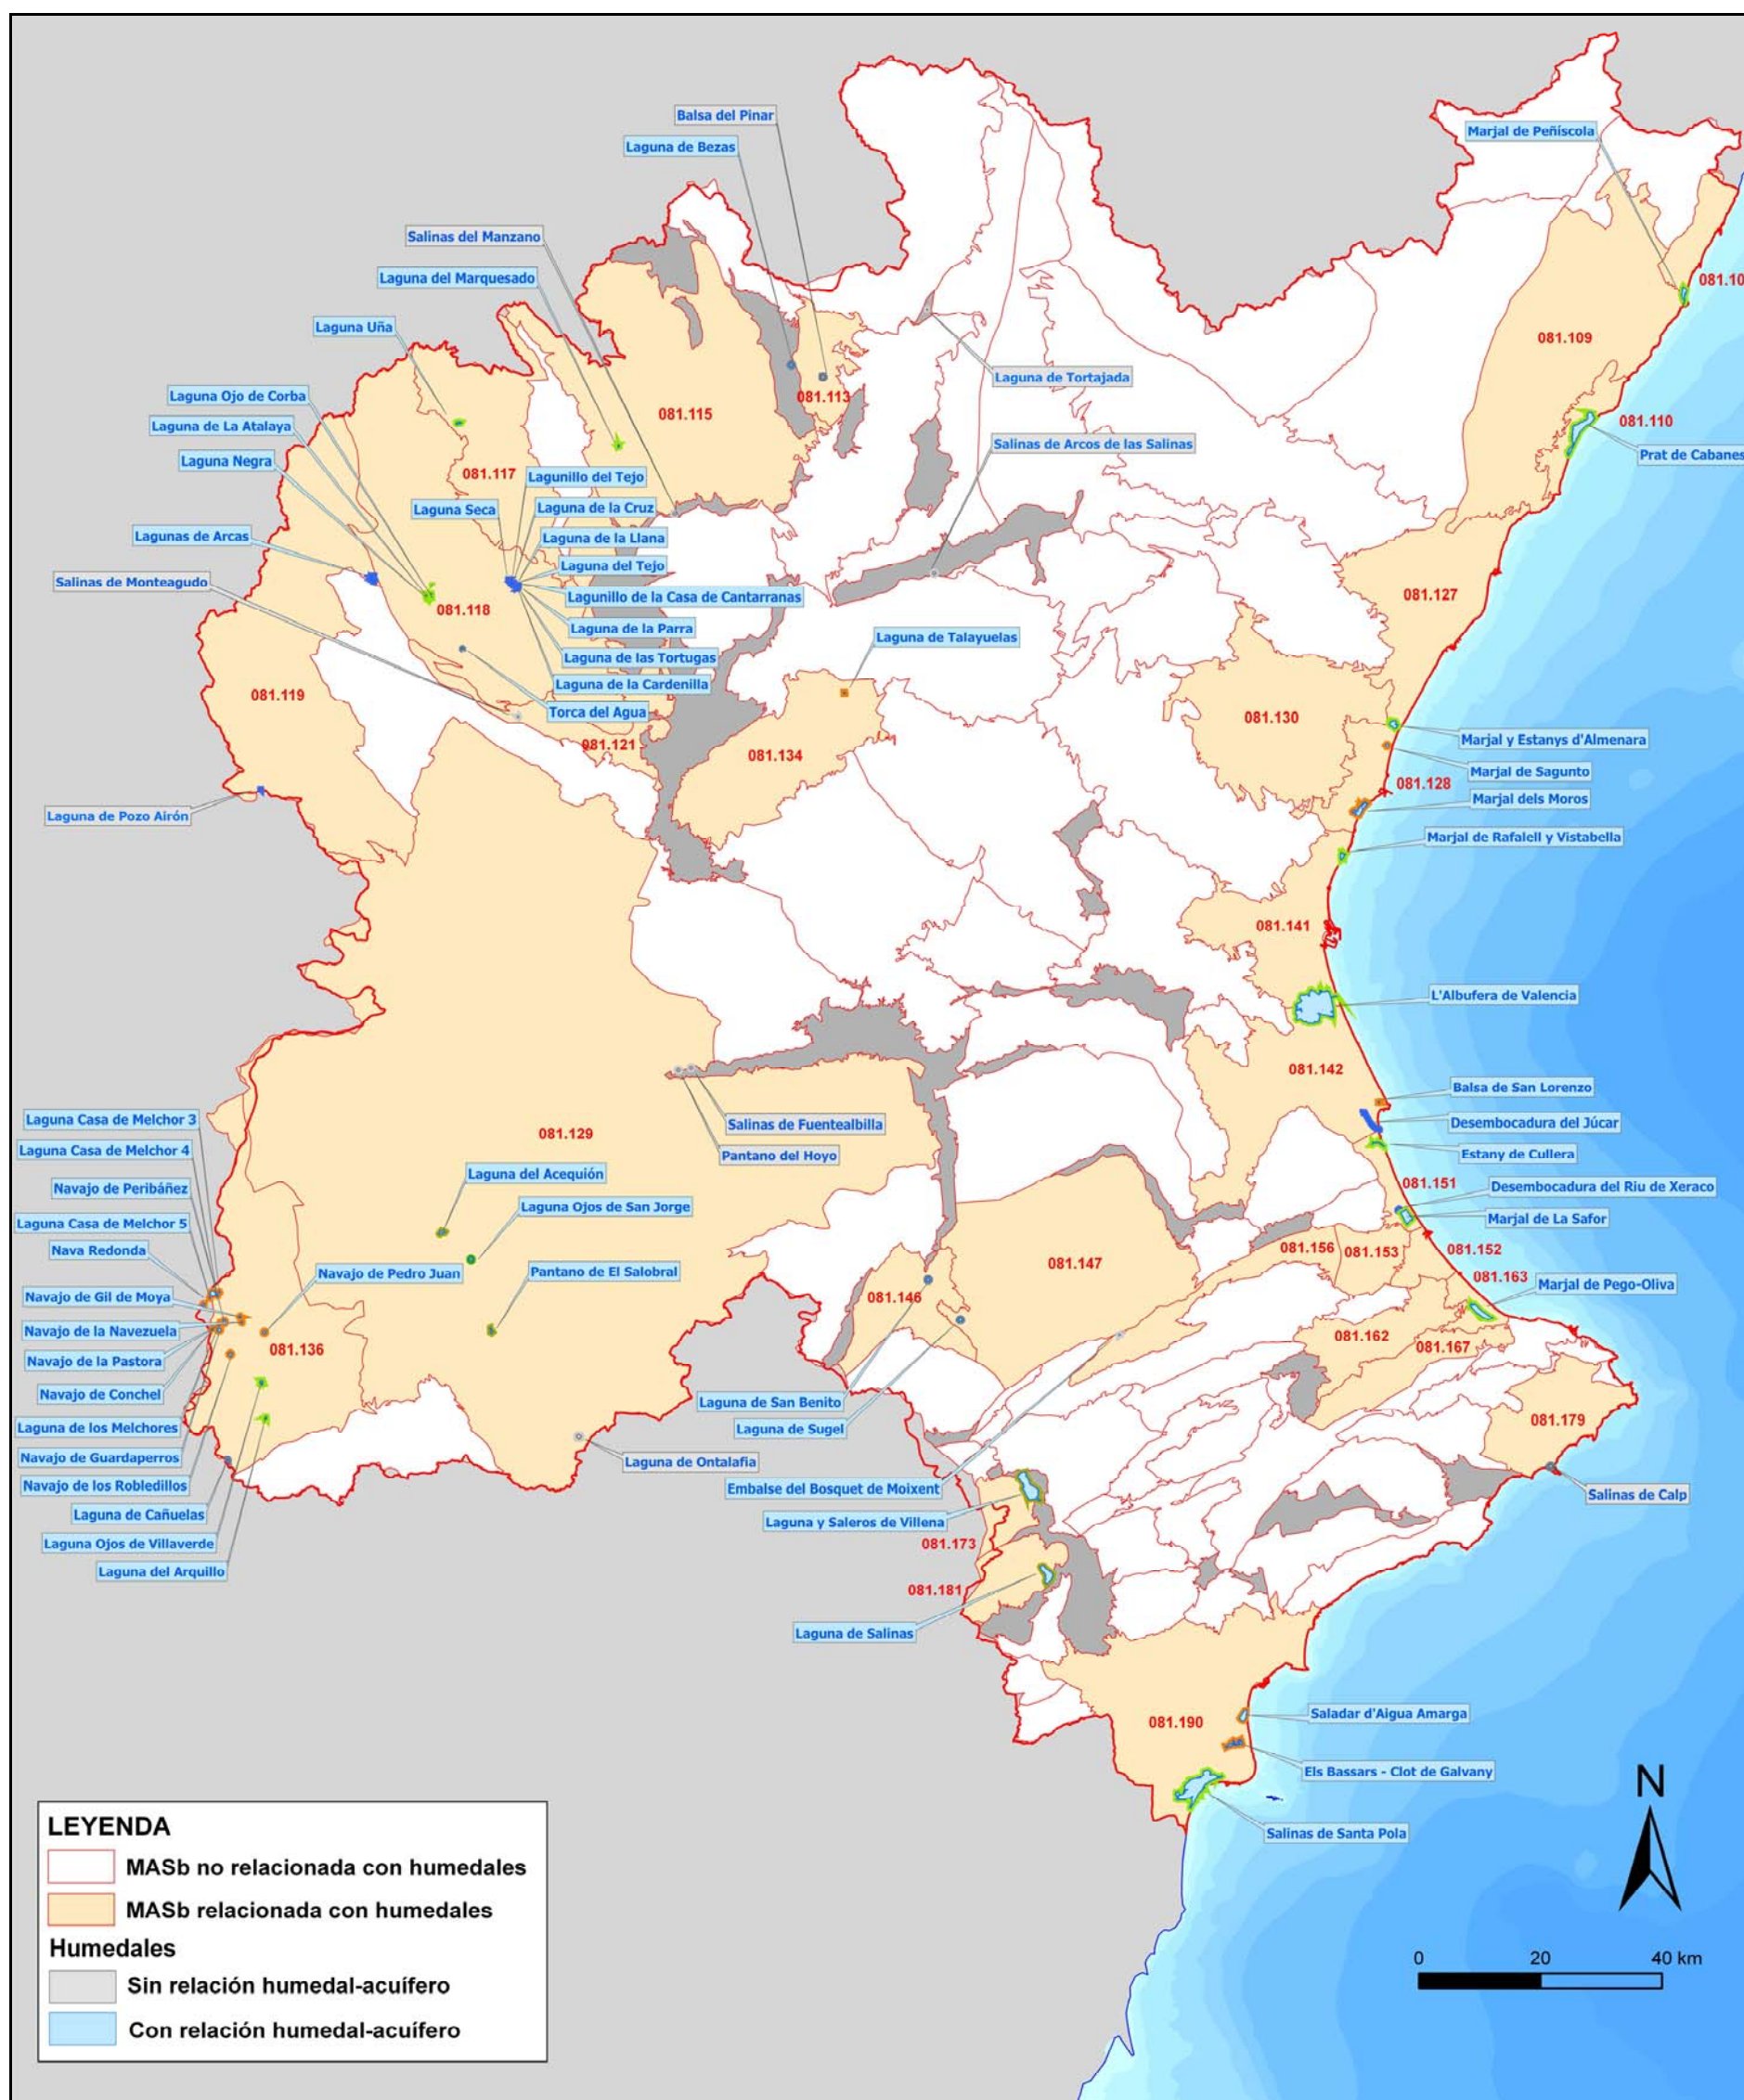 Balsa del Pinar
Laguna de Bezas
Marjal de Peñíscola
Salinas del Manzano
Laguna del Marquesado
081.10
Laguna Uña
081.109
Laguna de Tortajada
Laguna Ojo de Corba
081.113
081.115
Laguna de La Atalaya
081.110
Salinas de Arcos de las Salinas
Prat de Cabanes
Laguna Negra
081.117
Lagunillo del Tejo
Laguna Seca
Laguna de la Cruz
Lagunas de Arcas
Laguna de la Llana
Laguna del Tejo
Salinas de Monteagudo
Lagunillo de la Casa de Cantarranas
081.127
081.118
Laguna de la Parra
Laguna de Talayuelas
Laguna de las Tortugas
Laguna de la Cardenilla
081.119
Torca del Agua
081.130
Marjal y Estanys d'Almenara
081.121
081.134
Marjal de Sagunto
081.128
Marjal dels Moros
Laguna de Pozo Airón
Marjal de Rafalell y Vistabella
081.141
L'Albufera de Valencia
081.142
Balsa de San Lorenzo
Laguna Casa de Melchor 3
Salinas de Fuentealbilla
Desembocadura del Júcar
081.129
Laguna Casa de Melchor 4
Pantano del Hoyo
Estany de Cullera
Laguna del Acequión
Navajo de Peribáñez
081.151
Desembocadura del Riu de Xeraco
Laguna Ojos de San Jorge
Laguna Casa de Melchor 5
Marjal de La Safor
Nava Redonda
081.156
081.153
081.152
081.147
Navajo de Pedro Juan
Pantano de El Salobral
081.163
Marjal de Pego-Oliva
Navajo de Gil de Moya
081.146
Navajo de la Navezuela
081.136
081.162
081.167
Navajo de la Pastora
Navajo de Conchel
Laguna de San Benito
Laguna de los Melchores
Laguna de Sugel
081.179
Navajo de Guardaperros
Laguna de Ontalafia
Navajo de los Robledillos
Embalse del Bosquet de Moixent
Salinas de Calp
Laguna de Cañuelas
Laguna y Saleros de Villena
Laguna Ojos de Villaverde
081.173
Laguna del Arquillo
081.181
Laguna de Salinas
Saladar d'Aigua Amarga
081.190
Els Bassars - Clot de Galvany
Salinas de Santa Pola
N
0 20 40 km
LEYENDA
MASb no relacionada con humedales
MASb relacionada con humedales
Humedales
Sin relación humedal-acuífero
Con relación humedal-acuífero